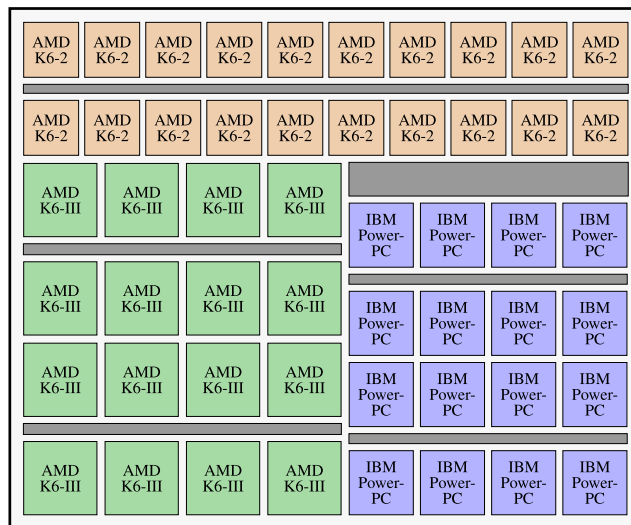 AMD
K6-2
AMD
K6-2
AMD
K6-2
AMD
K6-2
AMD
K6-2
AMD
K6-2
AMD
K6-2
AMD
K6-2
AMD
K6-2
AMD
K6-2
AMD
K6-2
AMD
K6-2
AMD
K6-2
AMD
K6-2
AMD
K6-2
AMD
K6-2
AMD
K6-2
AMD
K6-2
AMD
K6-2
AMD
K6-2
AMD
K6-III
AMD
K6-III
AMD
K6-III
AMD
K6-III
IBM
Power-
PC
IBM
Power-
PC
IBM
Power-
PC
IBM
Power-
PC
AMD
K6-III
AMD
K6-III
AMD
K6-III
AMD
K6-III
IBM
Power-
PC
IBM
Power-
PC
IBM
Power-
PC
IBM
Power-
PC
AMD
K6-III
AMD
K6-III
AMD
K6-III
AMD
K6-III
IBM
Power-
PC
IBM
Power-
PC
IBM
Power-
PC
IBM
Power-
PC
AMD
K6-III
AMD
K6-III
AMD
K6-III
AMD
K6-III
IBM
Power-
PC
IBM
Power-
PC
IBM
Power-
PC
IBM
Power-
PC